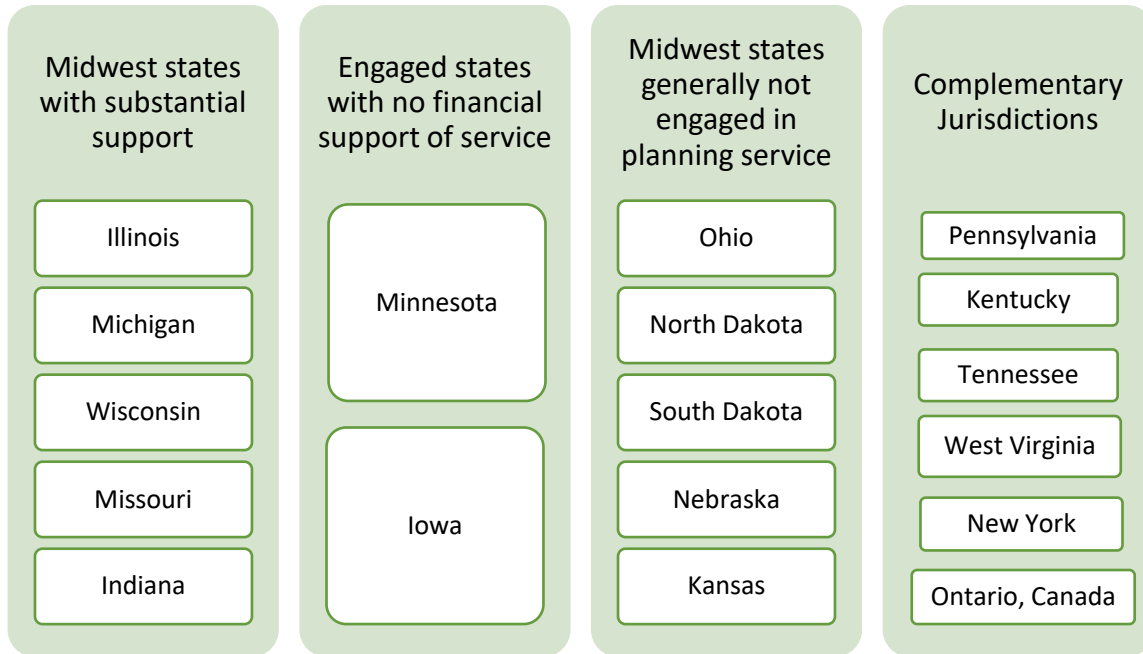 Midwest states
with substantial
support
Illinois
Michigan
Wisconsin
Missouri
Indiana
Engaged states
with no financial
support of service
Minnesota
Iowa
Midwest states
generally not
engaged in
planning service
Ohio
North Dakota
South Dakota
Nebraska
Kansas
Complementary
Jurisdictions
Pennsylvania
Kentucky
Tennessee
West Virginia
New York
Ontario, Canada